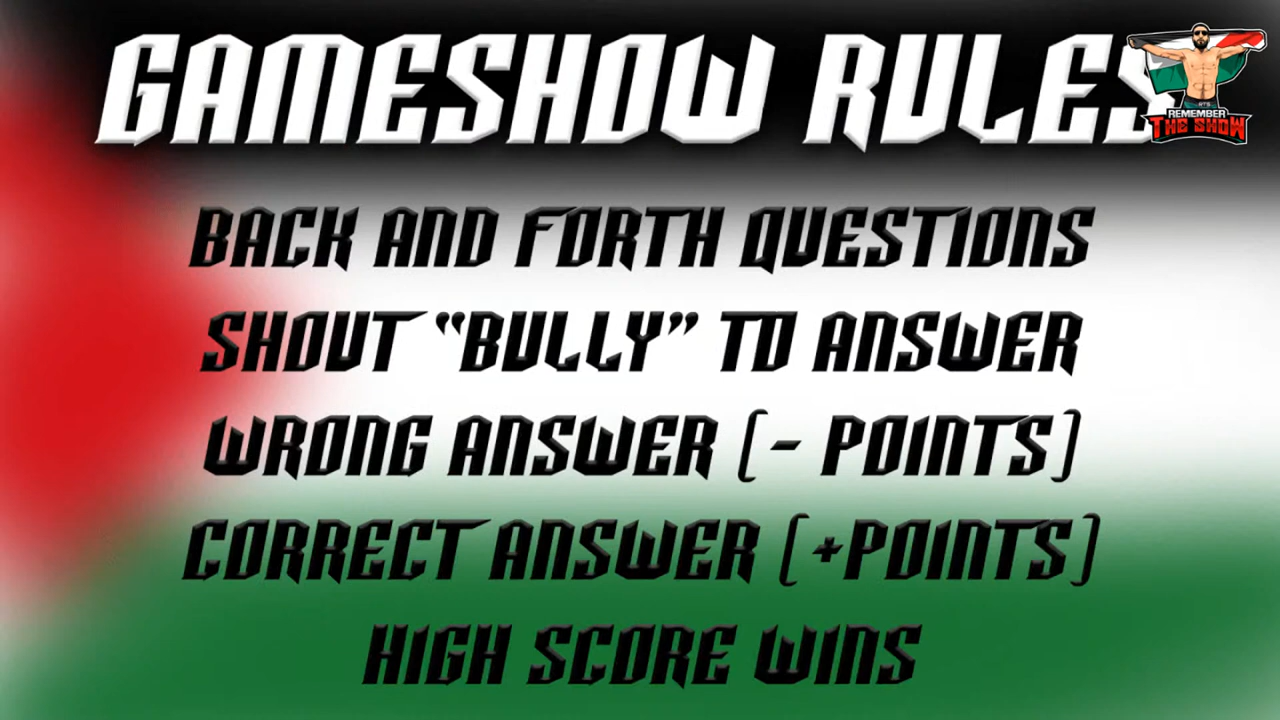 GAMESHOW RULES
RTS
REMEMBER
THE SHOW
BACK AND FORTH QUESTIONS
SHOUT “BULLY” TO ANSWER
WRONG ANSWER (- POINTS)
CORRECT ANSWER (+POINTS)
HIGH SCORE WINS